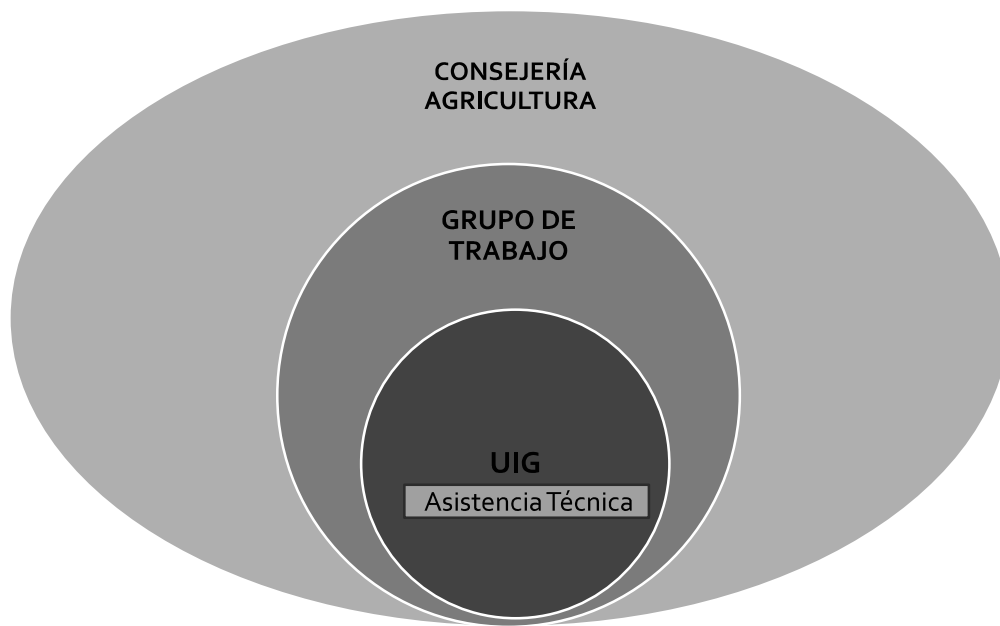 CONSEJERÍA
AGRICULTURA
GRUPO DE
TRABAJO
UIG
Asistencia Técnica